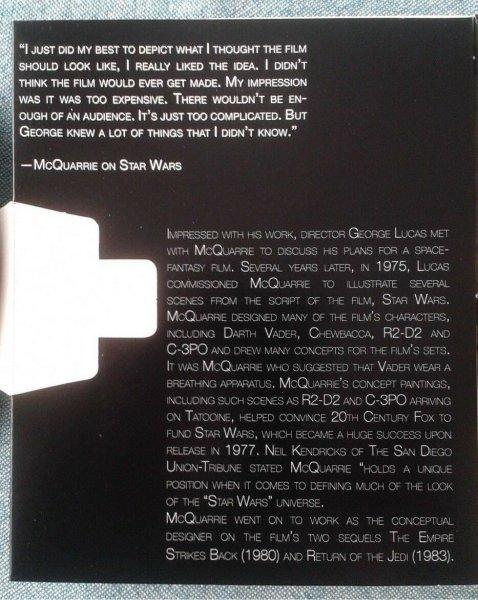 “I JUST DID MY BEST TO DEPICT WHAT I THOUGHT THE FILM
SHOULD LOOK LIKE, I REALLY LIKED THE IDEA. I DIDN'T
THINK THE FILM WOULD EVER GET MADE. MY IMPRESSION
WAS IT WAS TOO EXPENSIVE. THERE WOULDN'T BE EN-
OUGH OF AN AUDIENCE. IT'S JUST TOO COMPLICATED. BUT
GEORGE KNEW A LOT OF THINGS THAT I DIDN'T KNOW.”
—MCQUARRIE ON STAR WARS
IMPRESSED WITH HIS WORK, DIRECTOR GEORGE LUCAS MET
WITH MCQUARRIE TO DISCUSS HIS PLANS FOR A SPACE-
FANTASY FILM. SEVERAL YEARS LATER, IN 1975, LUCAS
COMMISSIONED MCQUARRIE TO ILLUSTRATE SEVERAL
SCENES FROM THE SCRIPT OF THE FILM, STAR WARS.
MCQUARRIE DESIGNED MANY OF THE FILM'S CHARACTERS,
INCLUDING DARTH VADER, CHEWBACCA, R2-D2 AND
C-3PO AND DREW MANY CONCEPTS FOR THE FILM'S SETS.
IT WAS MCQUARRIE WHO SUGGESTED THAT VADER WEAR A
BREATHING APPARATUS. MCQUARRIE'S CONCEPT PAINTINGS,
INCLUDING SUCH SCENES AS R2-D2 AND C-3PO ARRIVING
ON TATOOINE, HELPED CONVINCE 20TH CENTURY FOX TO
FUND STAR WARS, WHICH BECAME A HUGE SUCCESS UPON
RELEASE IN 1977. NEIL KENDRICKS OF THE SAN DIEGO
UNION-TRIBUNE STATED MCQUARRIE “HOLDS A UNIQUE
POSITION WHEN IT COMES TO DEFINING MUCH OF THE LOOK
OF THE “STAR WARS” UNIVERSE.
MCQUARRIE WENT ON TO WORK AS THE CONCEPTUAL
DESIGNER ON THE FILM'S TWO SEQUELS THE EMPIRE
STRIKES BACK (1980) AND RETURN OF THE JEDI (1983).